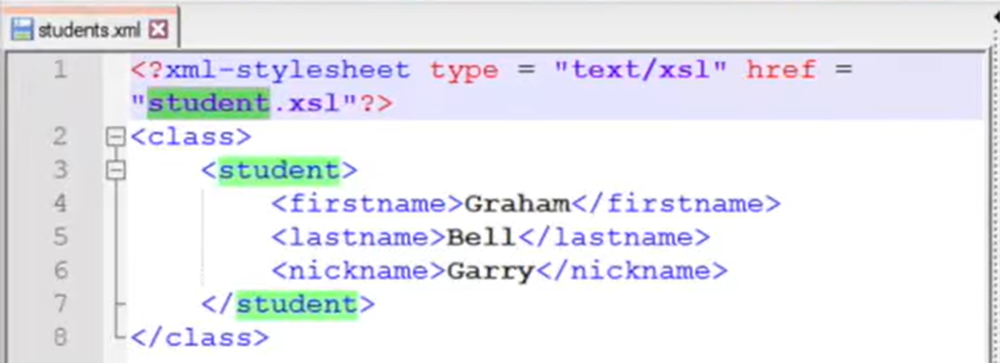 students.xml
1 <?xml-stylesheet type = "text/xsl" href =
"student.xsl"?>
2 <class>
3 <student>
4 <firstname>Graham</firstname>
5 <lastname>Bell</lastname>
6 <nickname>Garry</nickname>
7 </student>
8 </class>